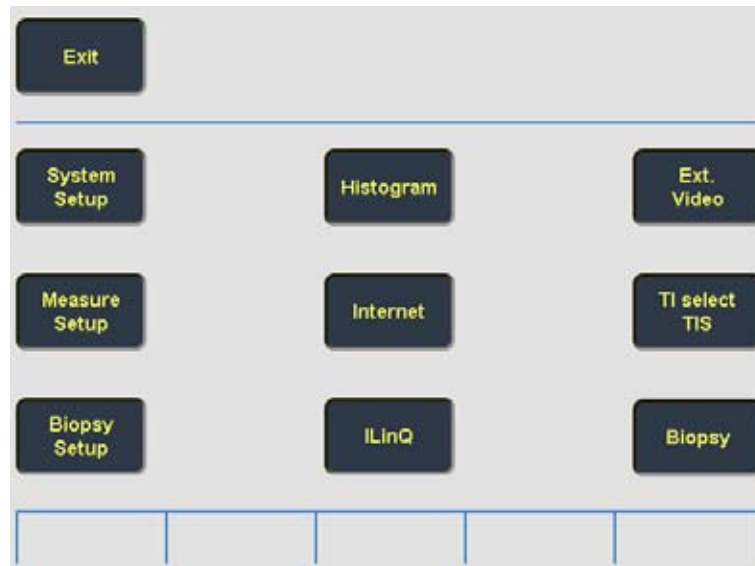 Exit
System
Setup
Histogram
Ext.
Video
Measure
Setup
Internet
TI select
TIS
Biopsy
Setup
ILinQ
Biopsy